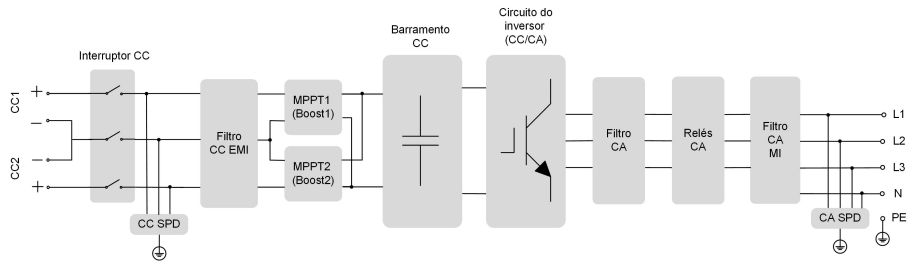 Interruptor CC
Barramento
CC
Circuito do
inversor
(CC/CA)
CC1
+
−
CC2
−
+
CC SPD
Filtro
CC EMI
MPPT1
(Boost1)
MPPT2
(Boost2)
Filtro
CA
Relés
CA
Filtro
CA
MI
L1
L2
L3
N
PE
CA SPD